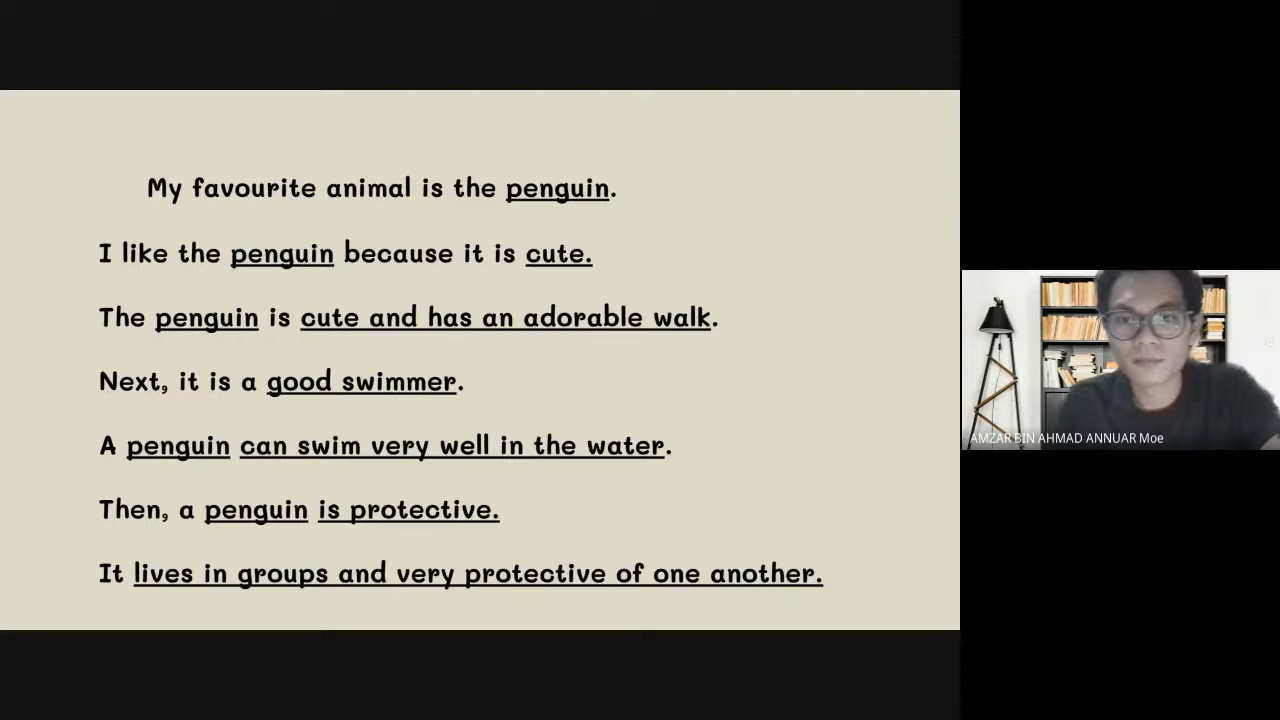 My favourite animal is the penguin.
I like the penguin because it is cute.
The penguin is cute and has an adorable walk.
Next, it is a good swimmer.
A penguin can swim very well in the water.
Then, a penguin is protective.
It lives in groups and very protective of one another.
AMZAR BIN AHMAD ANNUAR Moe